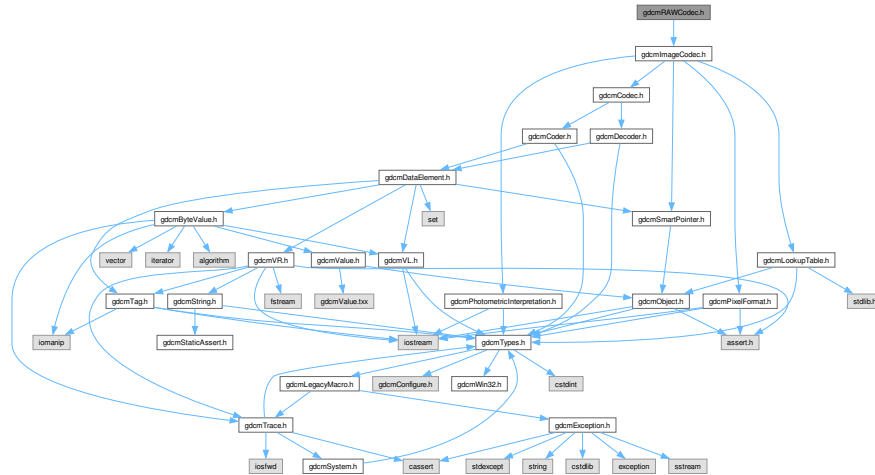 gdcmRAWCodec.h
gdcmImageCodec.h
gdcmCodec.h
gdcmCoder.h
gdcmDecoder.h
gdcmDataElement.h
gdcmByteValue.h
set
gdcmSmartPointer.h
vector
iterator
algorithm
gdcmVR.h
gdcmValue.h
gdcmVL.h
gdcmLookupTable.h
gdcmTag.h
gdcmString.h
fstream
gdcmValue.txx
gdcmPhotometricInterpretation.h
gdcmObject.h
gdcmPixelFormat.h
stdlib.h
iomanip
gdcmStaticAssert.h
iostream
gdcmTypes.h
assert.h
gdcmLegacyMacro.h
gdcmConfigure.h
gdcmWin32.h
cstdint
gdcmTrace.h
gdcmException.h
iosfwd
gdcmSystem.h
cassert
stdexcept
string
cstdlib
exception
sstream